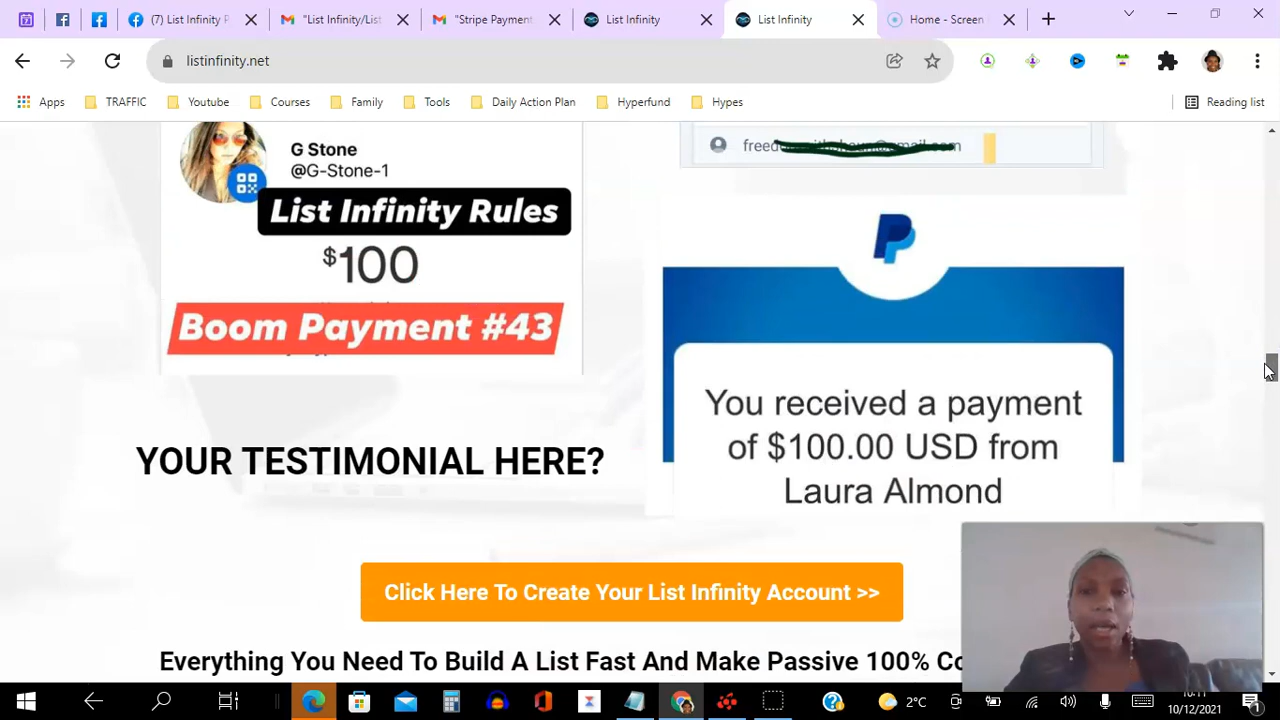 (7) List Infinity P
"List Infinity/List
"Stripe Payment
List Infinity
List Infinity
Home - Screen
listinfinity.net
Apps
TRAFFIC
Youtube
Courses
Family
Tools
Daily Action Plan
Hyperfund
Hypes
Reading list
G Stone
@G-Stone-1
List Infinity Rules
$100
Boom Payment #43
You received a payment
of $100.00 USD from
Laura Almond
YOUR TESTIMONIAL HERE?
Click Here To Create Your List Infinity Account >>
Everything You Need To Build A List Fast And Make Passive 100% Co
2°C
10:11
10/12/2021